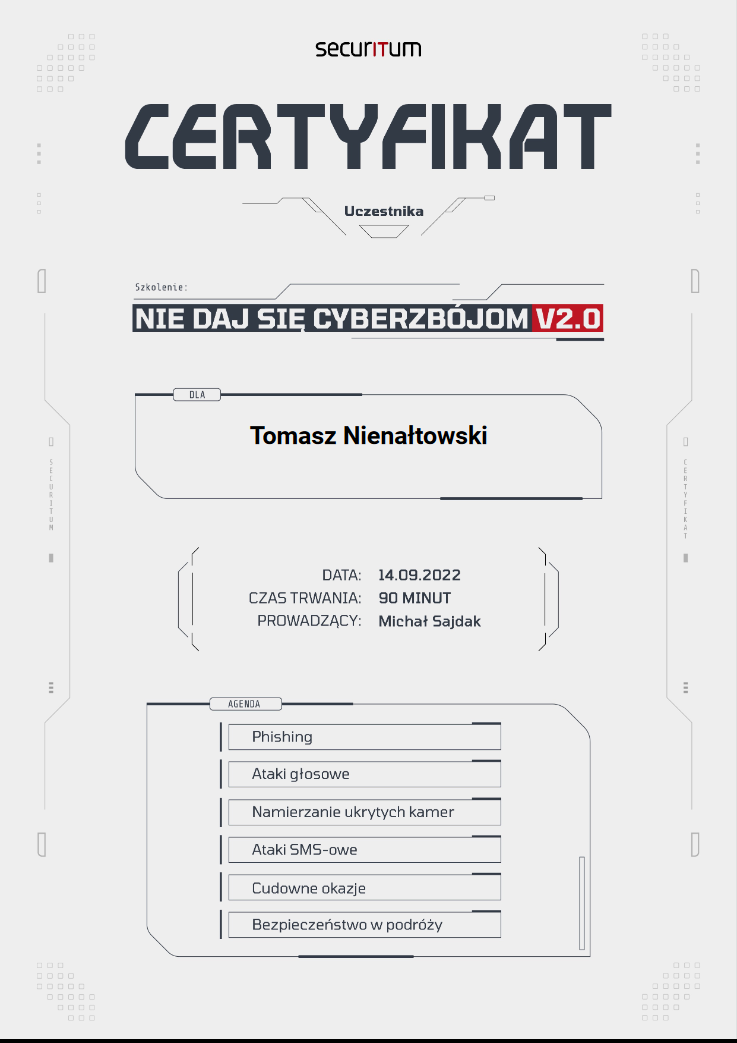 securITum
CERTYFIKAT
Uczestnika
Szkolenie:
NIE DAJ SIĘ CYBERZBÓJOM V2.0
DLA
Tomasz Nienałtowski
SECURITUM
CERTYFIKAT
DATA: 14.09.2022
CZAS TRWANIA: 90 MINUT
PROWADZĄCY: Michał Sajdak
AGENDA
Phishing
Ataki głosowe
Namierzanie ukrytych kamer
Ataki SMS-owe
Cudowne okazje
Bezpieczeństwo w podróży